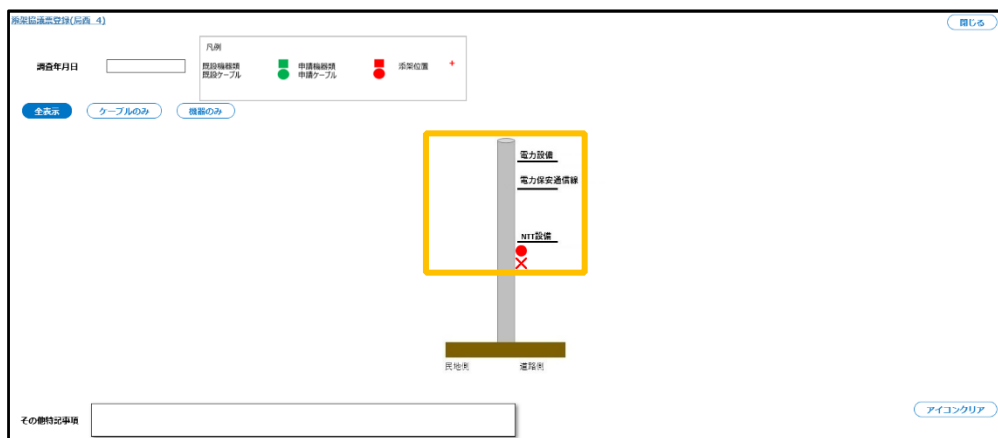 添架協議票登録(局西_4)
閉じる
凡例
調査年月日
既設機器類 申請機器類 添架位置 +
既設ケーブル 申請ケーブル
全表示 ケーブルのみ 機器のみ
電力設備
電力保安通信線
NTT設備
民地側 道路側
その他特記事項
アイコンクリア